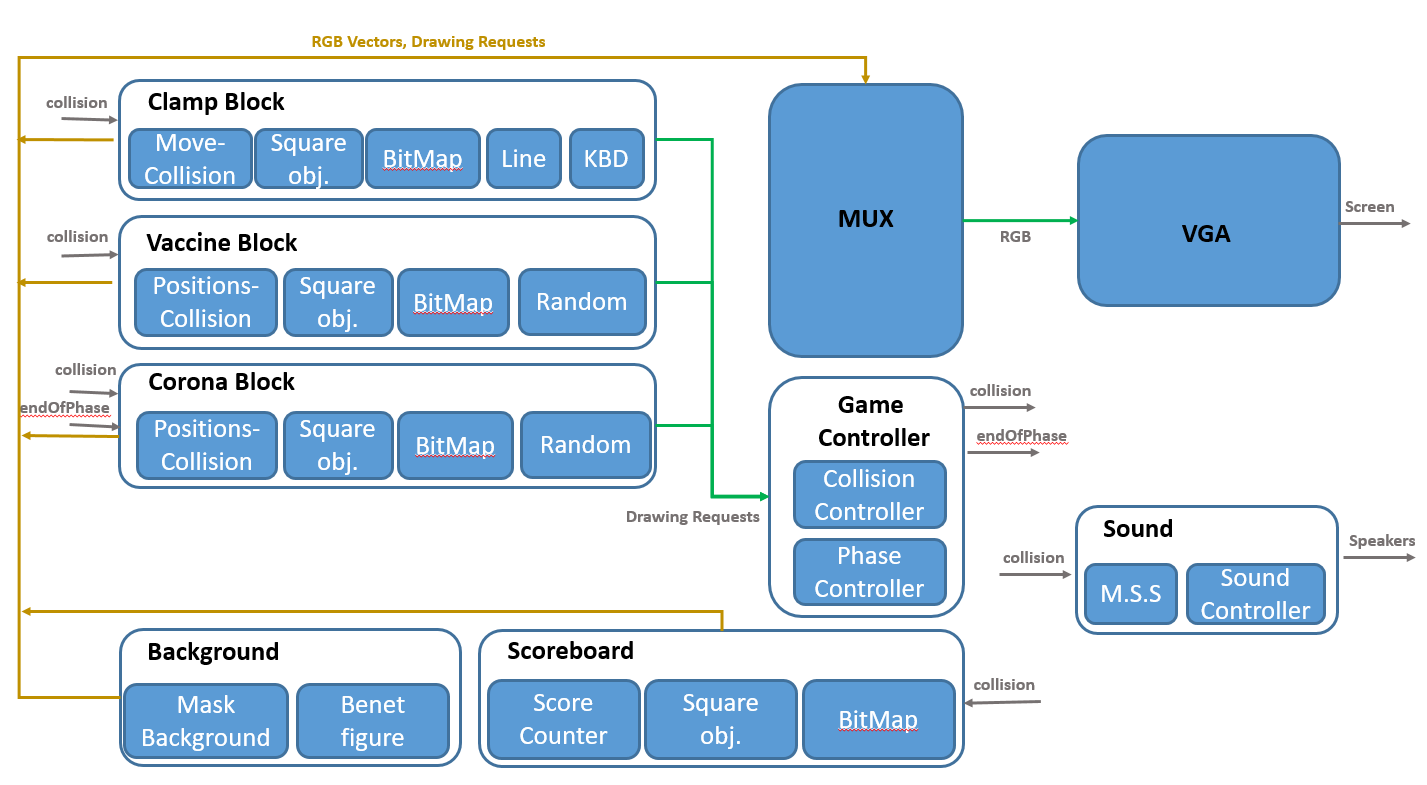 RGB Vectors, Drawing Requests
collision
Clamp Block
Move-
Collision
Square
obj.
BitMap
Line
KBD
collision
Vaccine Block
Positions-
Collision
Square
obj.
BitMap
Random
collision
endOfPhase
Corona Block
Positions-
Collision
Square
obj.
BitMap
Random
MUX
RGB
VGA
Screen
Drawing Requests
Game
Controller
Collision
Controller
Phase
Controller
collision
endOfPhase
collision
Sound
M.S.S
Sound
Controller
Speakers
Background
Mask
Background
Benet
figure
Scoreboard
Score
Counter
Square
obj.
BitMap
collision